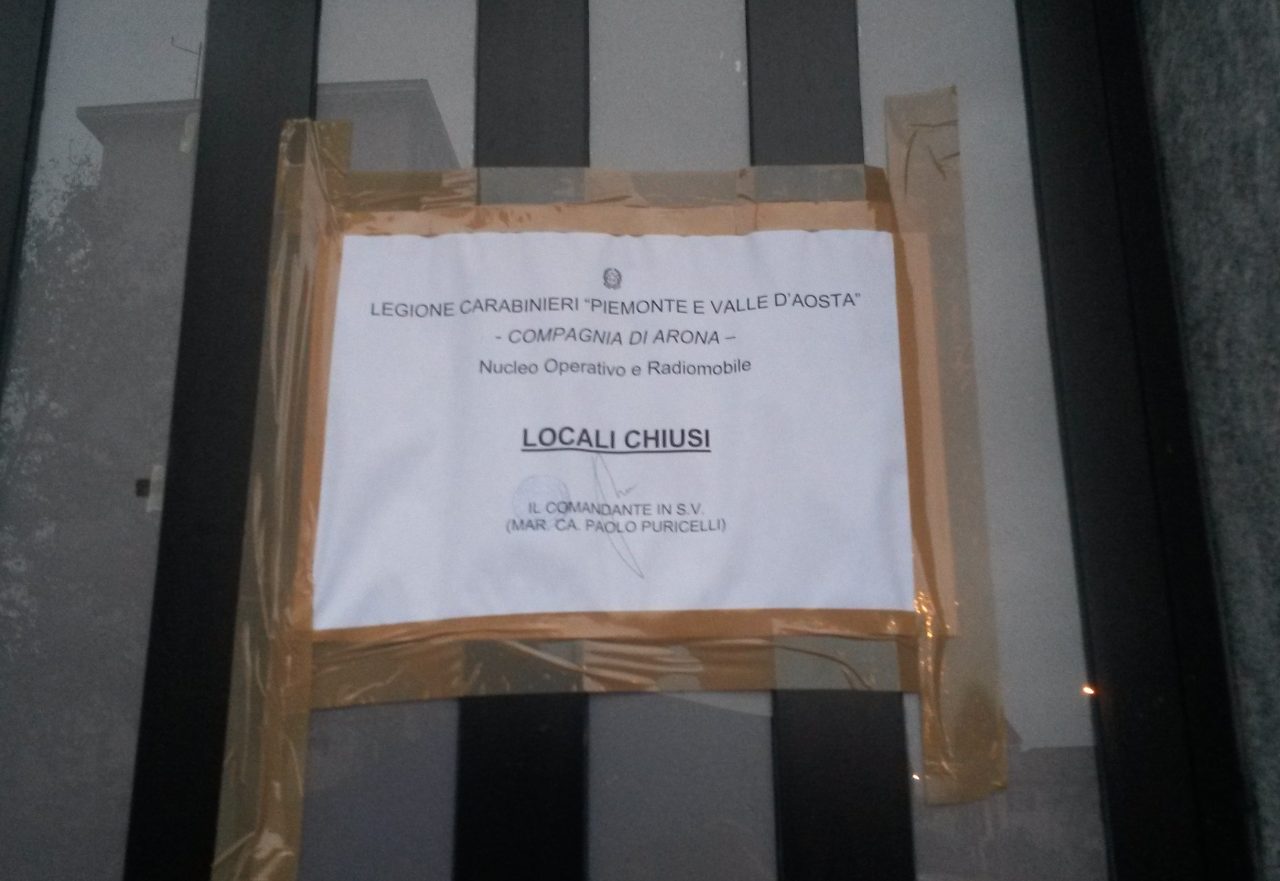 LEGIONE CARABINIERI "PIEMONTE E VALLE D'AOSTA"
- COMPAGNIA DI ARONA –
Nucleo Operativo e Radiomobile
LOCALI CHIUSI
IL COMANDANTE IN S.V.
(MAR. CA. PAOLO PURICELLI)